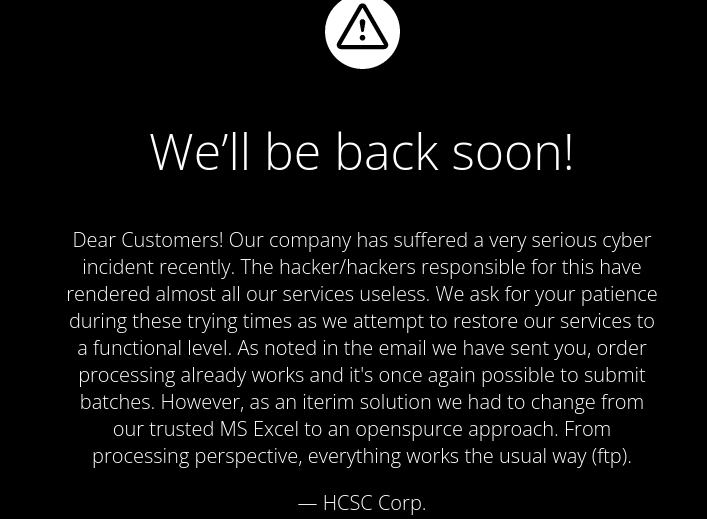 We’ll be back soon!
Dear Customers! Our company has suffered a very serious cyber
incident recently. The hacker/hackers responsible for this have
rendered almost all our services useless. We ask for your patience
during these trying times as we attempt to restore our services to
a functional level. As noted in the email we have sent you, order
processing already works and it's once again possible to submit
batches. However, as an iterim solution we had to change from
our trusted MS Excel to an openspurce approach. From
processing perspective, everything works the usual way (ftp).
— HCSC Corp.